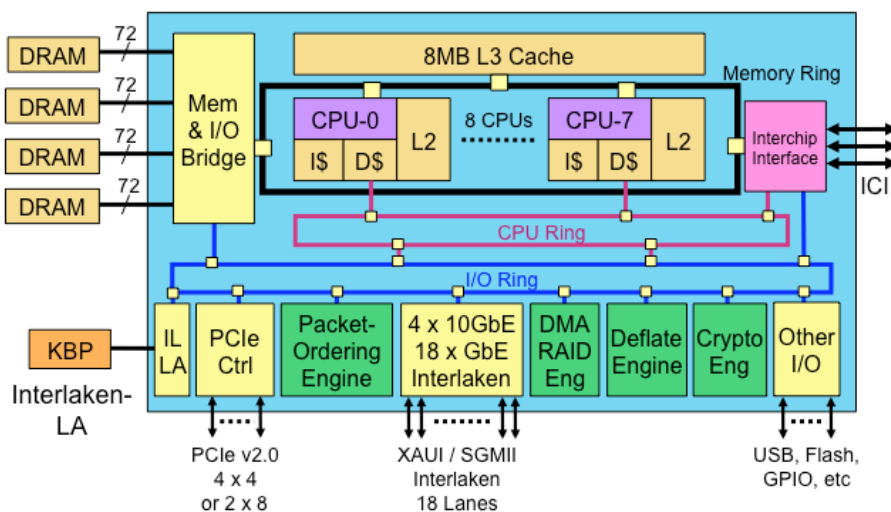 72
DRAM
72
DRAM
72
DRAM
72
DRAM
Mem
& I/O
Bridge
8MB L3 Cache
Memory Ring
CPU-0
I$
D$
L2
8 CPUs
CPU-7
I$
D$
L2
Interchip
Interface
ICI
CPU Ring
I/O Ring
KBP
Interlaken-
LA
IL
LA
PCIe
Ctrl
Packet-
Ordering
Engine
4 x 10GbE
18 x GbE
Interlaken
DMA
RAID
Eng
Deflate
Engine
Crypto
Eng
Other
I/O
PCIe v2.0
4 x 4
or 2 x 8
XAUI / SGMII
Interlaken
18 Lanes
USB, Flash,
GPIO, etc